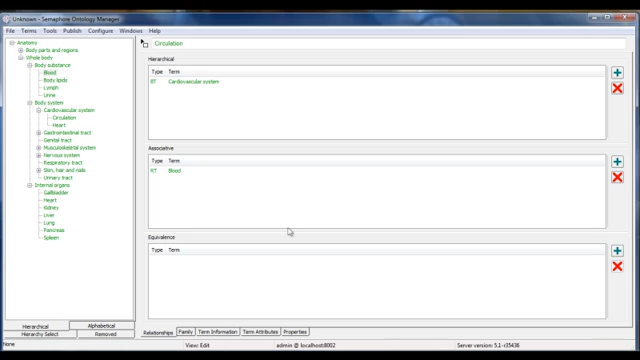 Unknown - Semaphore Ontology Manager
File Terms Tools Publish Configure Windows Help
Anatomy
Body parts and regions
Whole body
Body substance
Blood
Body lipids
Lymph
Urine
Body system
Cardiovascular system
Circulation
Heart
Gastrointestinal tract
Genital tract
Musculoskeletal system
Nervous system
Respiratory tract
Skin, hair and nails
Urinary tract
Internal organs
Gallbladder
Heart
Kidney
Liver
Lung
Pancreas
Spleen
Hierarchical Alphabetical
Hierarchy Select Removed
Circulation
Hierarchical
Type Term
BT Cardiovascular system
Associative
Type Term
RT Blood
Equivalence
Type Term
Relationships Family Term Information Term Attributes Properties
None View: Edit admin @ localhost:8002 Server version: 5.1-r35436